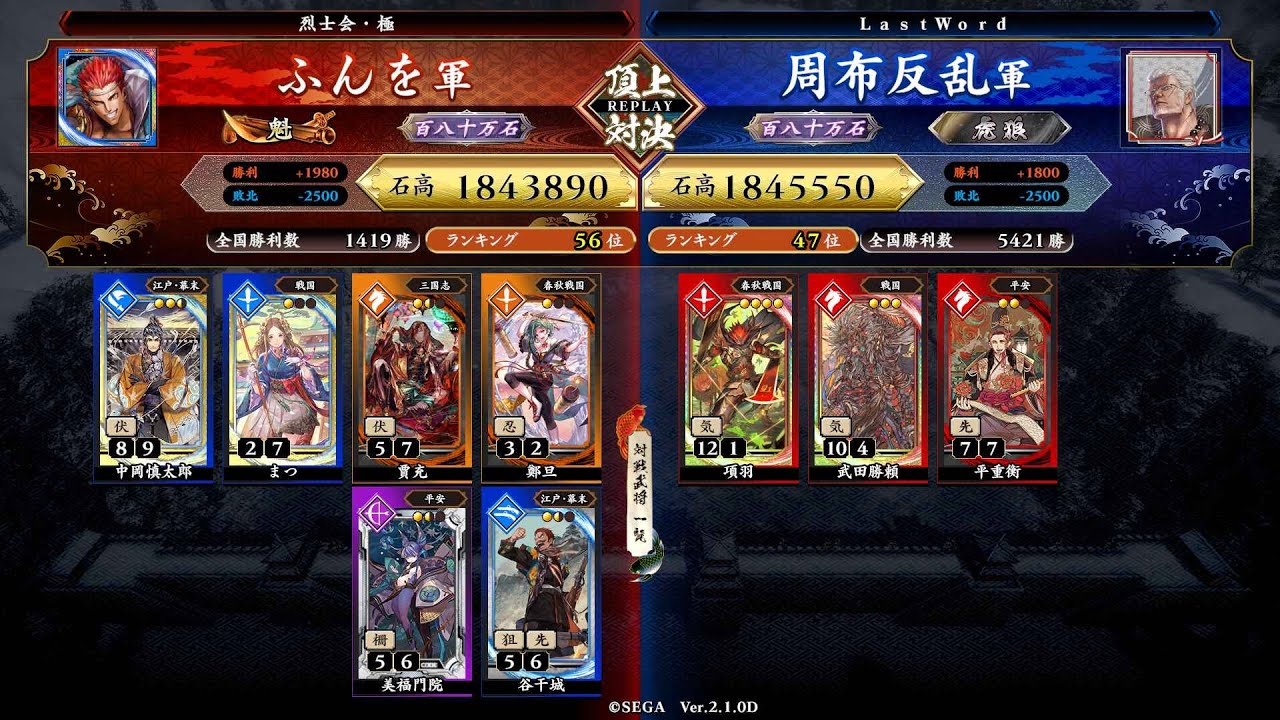 烈士会・極
LastWord
ふんを軍
頂上
REPLAY
対決
周布反乱軍
魁
百八十万石
百八十万石
勝利 +1980
敗北 -2500
石高 1843890
石高 1845550
勝利 +1800
敗北 -2500
全国勝利数 1419勝
ランキング 56位
ランキング 47位
全国勝利数 5421勝
江戸・幕末
伏
8 9
中岡慎太郎
戦国
2 7
まつ
三国志
伏
5 7
賈充
春秋戦国
忍
3 2
鄭旦
春秋戦国
気
12 1
項羽
戦国
気
10 4
武田勝頼
平安
先
7 7
平重衡
対戦武将一覧
平安
柵
5 6
美福門院
江戸・幕末
狙 先
5 6
谷干城
©SEGA Ver.2.1.0D